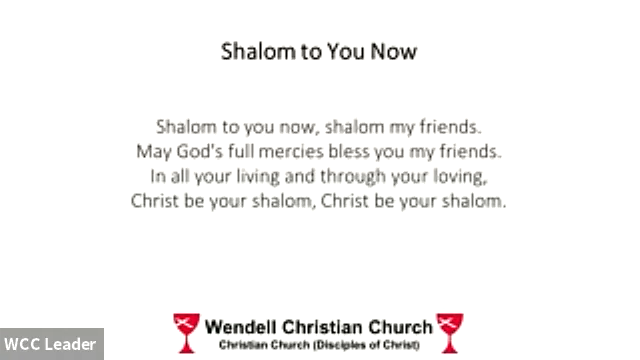 Shalom to You Now
Shalom to you now, shalom my friends.
May God's full mercies bless you my friends.
In all your living and through your loving,
Christ be your shalom, Christ be your shalom.
Wendell Christian Church
Christian Church (Disciples of Christ)
WCC Leader